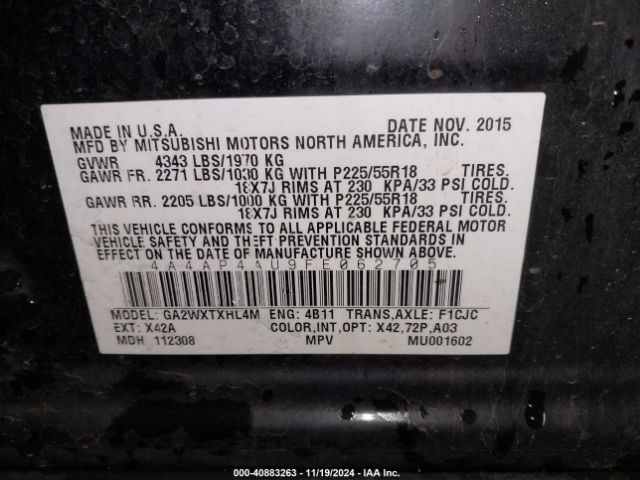 MADE IN U.S.A. DATE NOV. 2015
MFD BY MITSUBISHI MOTORS NORTH AMERICA, INC.
GVWR 4343 LBS/1970 KG
GAWR FR. 2271 LBS/1030 KG WITH P225/55R18 TIRES.
18X7J RIMS AT 230 KPA/33 PSI COLD.
GAWR RR. 2205 LBS/1000 KG WITH P225/55R18 TIRES.
18X7J RIMS AT 230 KPA/33 PSI COLD.
THIS VEHICLE CONFORMS TO ALL APPLICABLE FEDERAL MOTOR
VEHICLE SAFETY AND THEFT PREVENTION STANDARDS IN
EFFECT ON THE DATE OF MANUFACTURE SHOWN ABOVE.
4A4AP4AU9FE062705
MODEL: GA2WXTXHL4M ENG: 4B11 TRANS,AXLE: F1CJC
EXT: X42A COLOR,INT,OPT: X42,72P,A03
MDH 112308 MPV MU001602
000-40883263 - 11/19/2024 - IAA Inc.